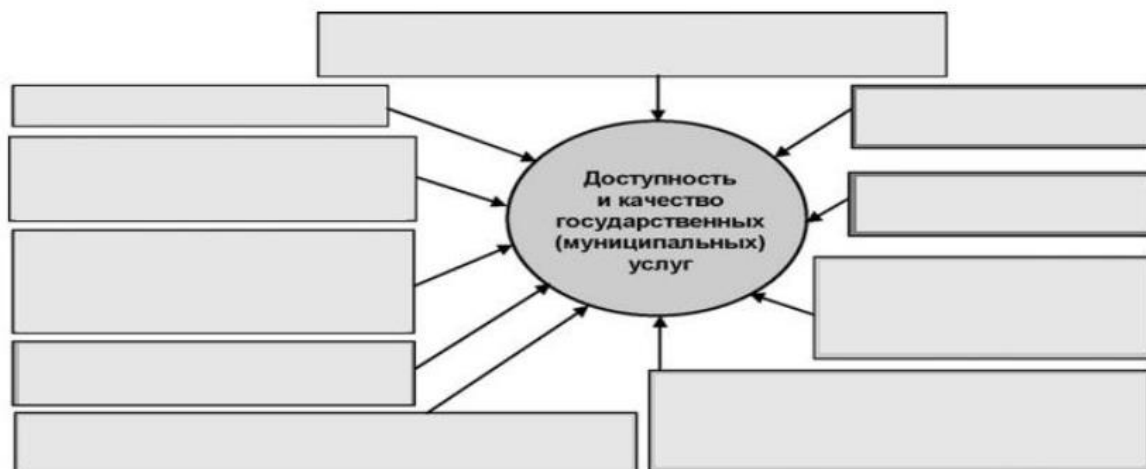 Доступность
и качество
государственных
(муниципальных)
услуг